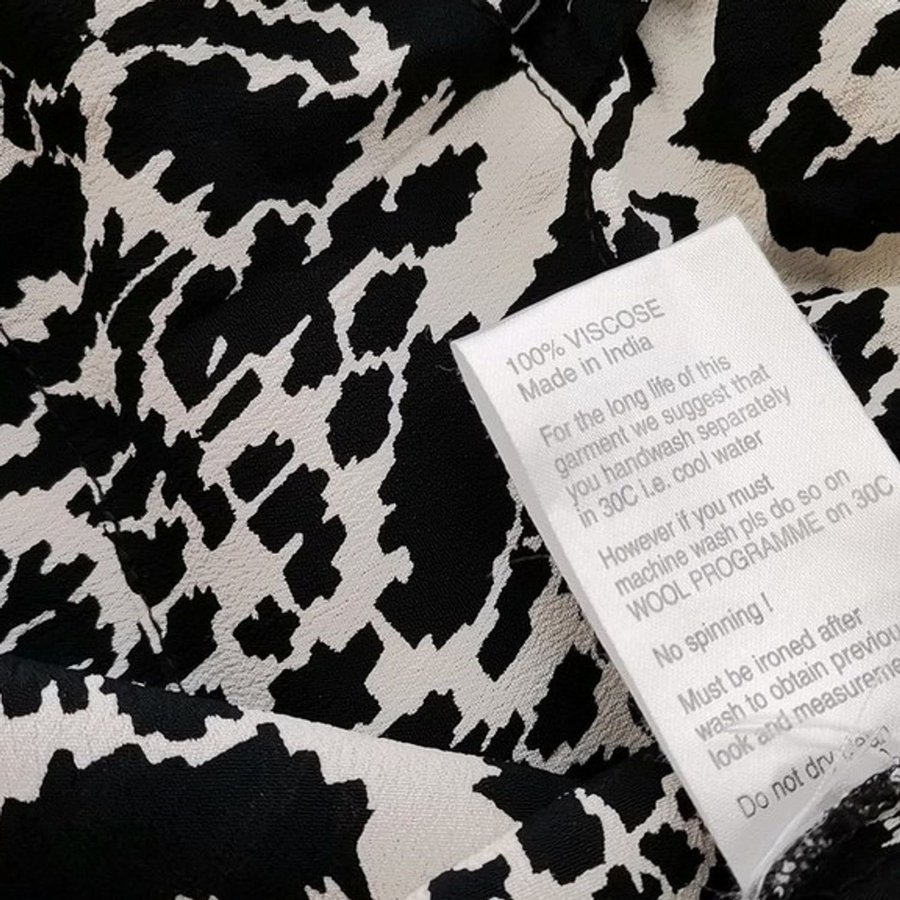 100% VISCOSE
Made in India
For the long life of this
garment we suggest that
you handwash separately
in 30C i.e. cool water
However if you must
machine wash pls do so on
WOOL PROGRAMME on 30C
No spinning !
Must be ironed after
wash to obtain previou
look and measureme
Do not dry clean